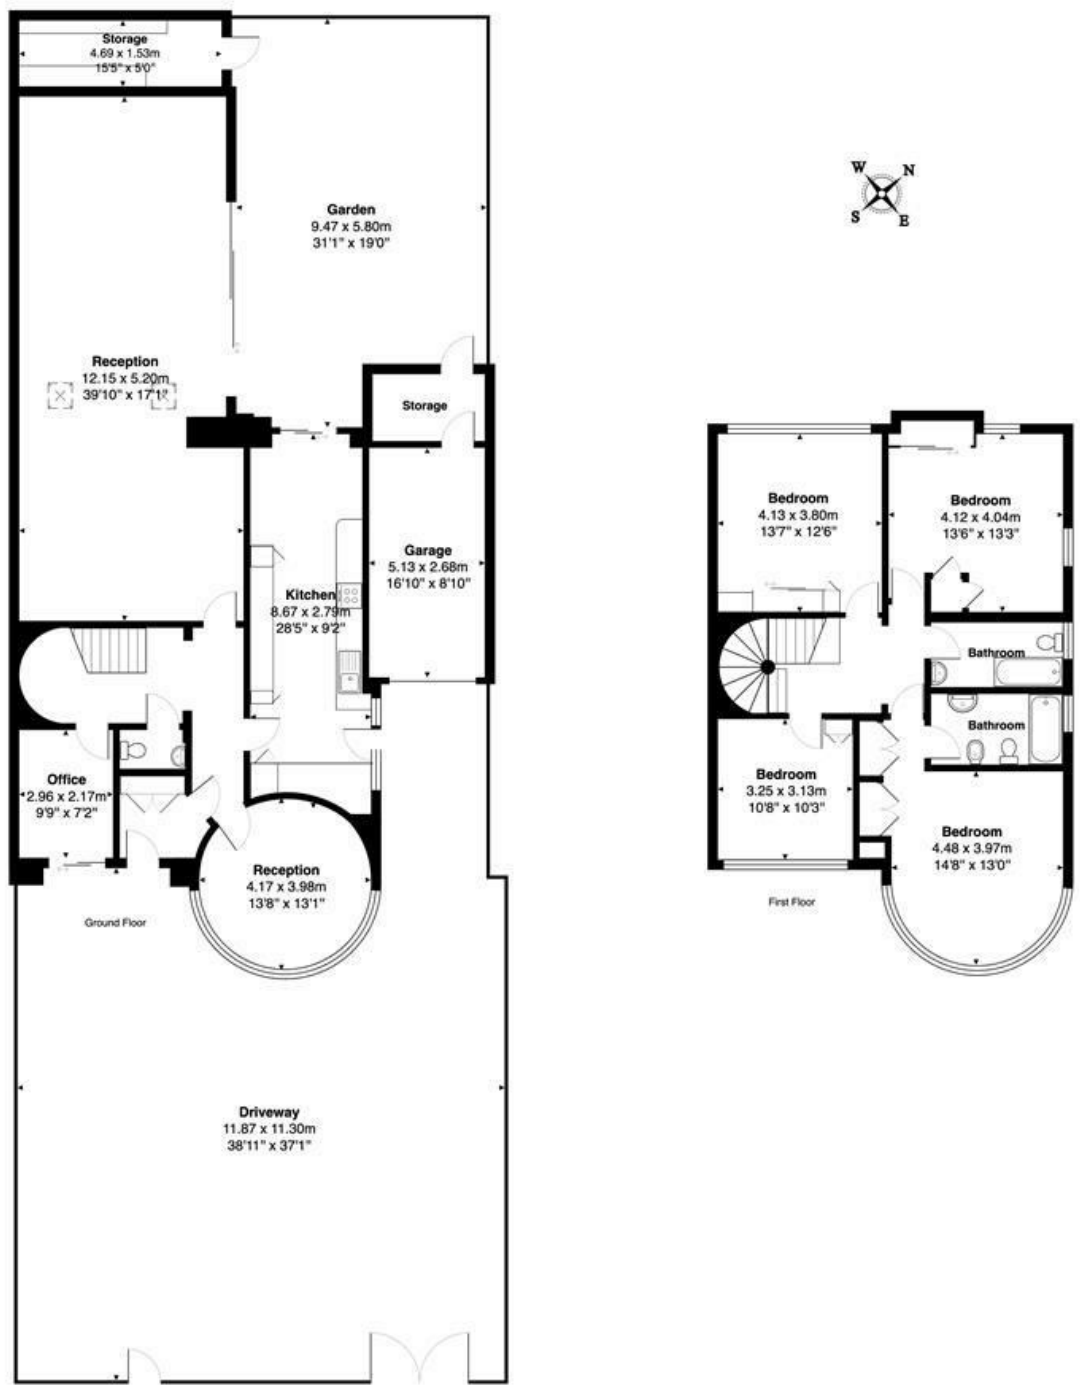 Storage
4.69 x 1.53m
15'5" x 5'0"
Garden
9.47 x 5.80m
31'1" x 19'0"
W
N
S
E
Reception
12.15 x 5.20m
39'10" x 17'1"
Storage
Garage
5.13 x 2.68m
16'10" x 8'10"
Kitchen
8.67 x 2.79m
28'5" x 9'2"
Office
2.96 x 2.17m
9'9" x 7'2"
Reception
4.17 x 3.98m
13'8" x 13'1"
Ground Floor
Driveway
11.87 x 11.30m
38'11" x 37'1"
Bedroom
4.13 x 3.80m
13'7" x 12'6"
Bedroom
4.12 x 4.04m
13'6" x 13'3"
Bathroom
Bathroom
Bedroom
3.25 x 3.13m
10'8" x 10'3"
Bedroom
4.48 x 3.97m
14'8" x 13'0"
First Floor